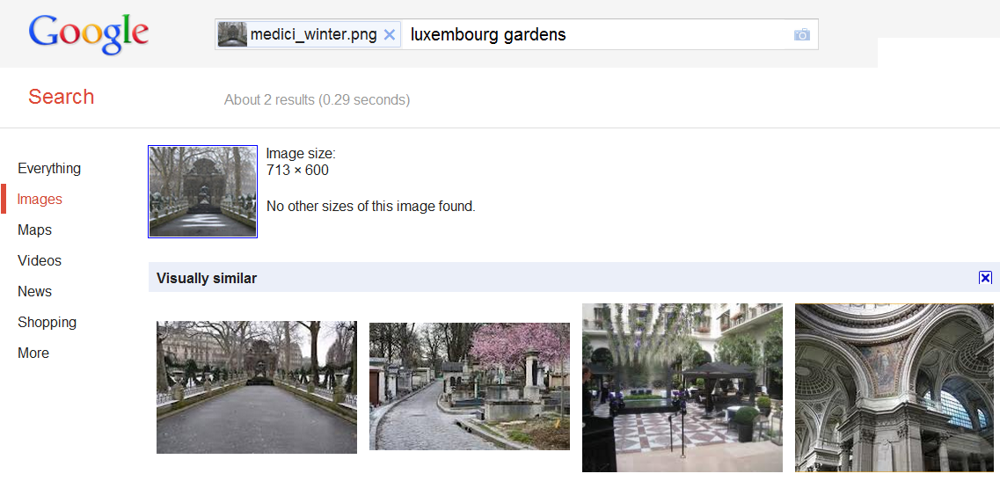 Google
medici_winter.png luxembourg gardens
Search
About 2 results (0.29 seconds)
Everything
Images
Maps
Videos
News
Shopping
More
Image size:
713 × 600
No other sizes of this image found.
Visually similar